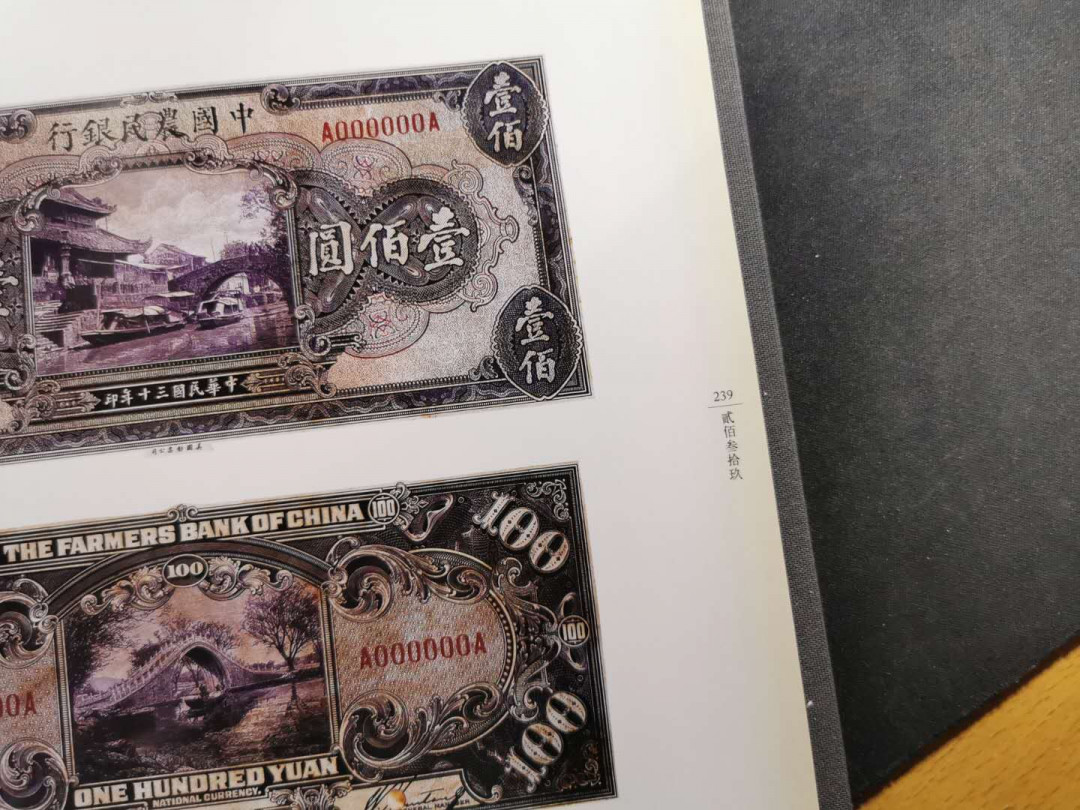 中國農民銀行
A000000A
壹佰
壹佰圓
壹佰
中華民國三十年印
239
貳佰叁拾玖
THE FARMERS BANK OF CHINA
100
100
100
A000000A
00A
100
100
ONE HUNDRED YUAN
NATIONAL CURRENCY.
MANAGER